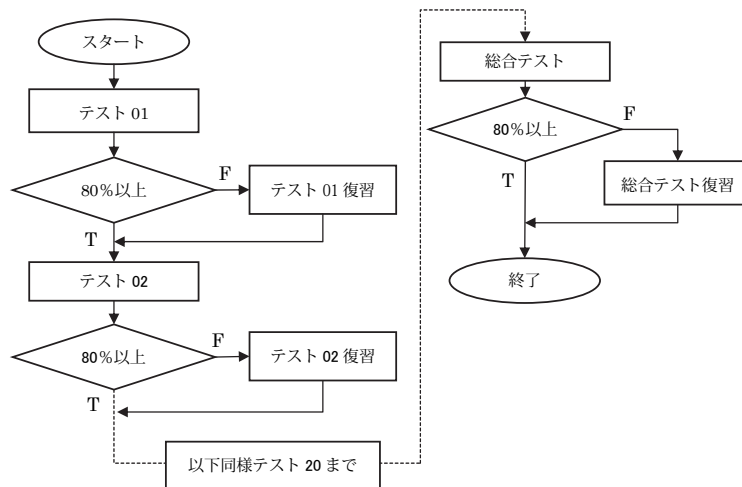 スタート
テスト 01
80%以上
F
テスト 01 復習
T
テスト 02
80%以上
F
テスト 02 復習
T
以下同様テスト 20 まで
総合テスト
80%以上
F
総合テスト復習
T
終了